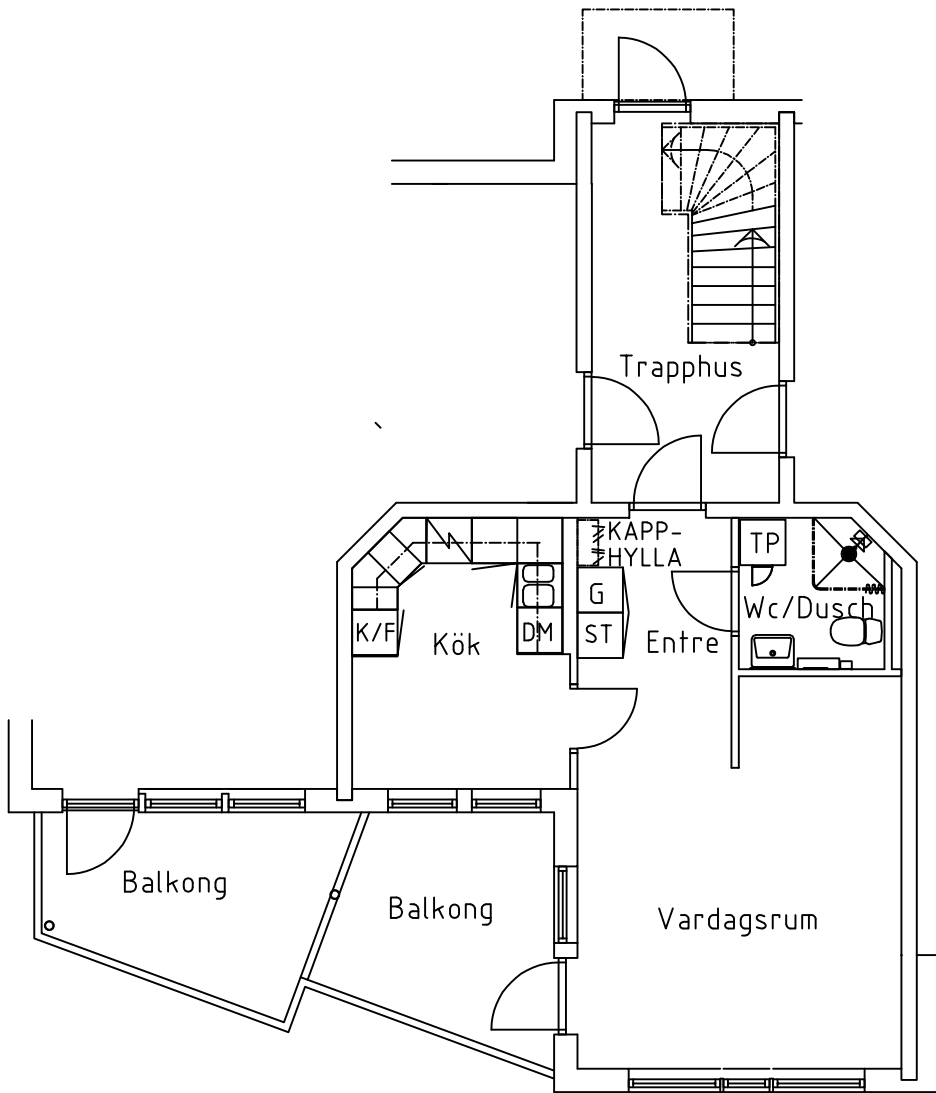 Trapphus
KAPP-
HYLLA
TP
G
Wc/Dusch
K/F
DM
ST
Kök
Entre
Balkong
Balkong
Vardagsrum